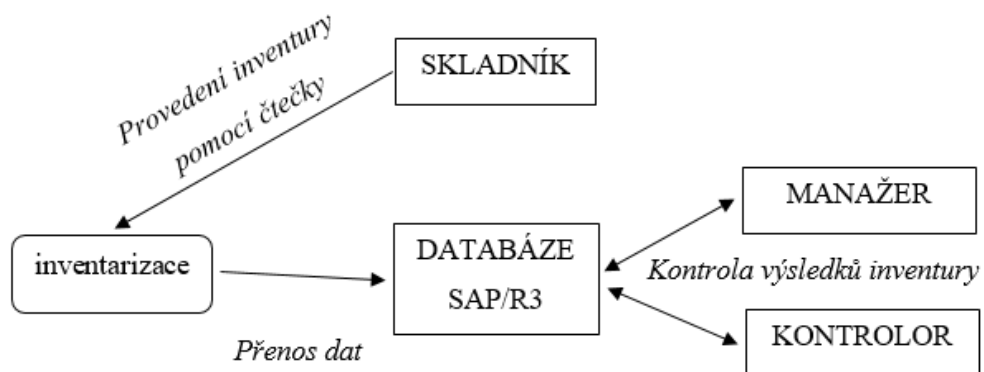 Provedení inventury
pomocí čtečky
SKLADNÍK
MANAŽER
inventarizace
DATABÁZE
SAP/R3
Kontrola výsledků inventury
Přenos dat
KONTROLOR